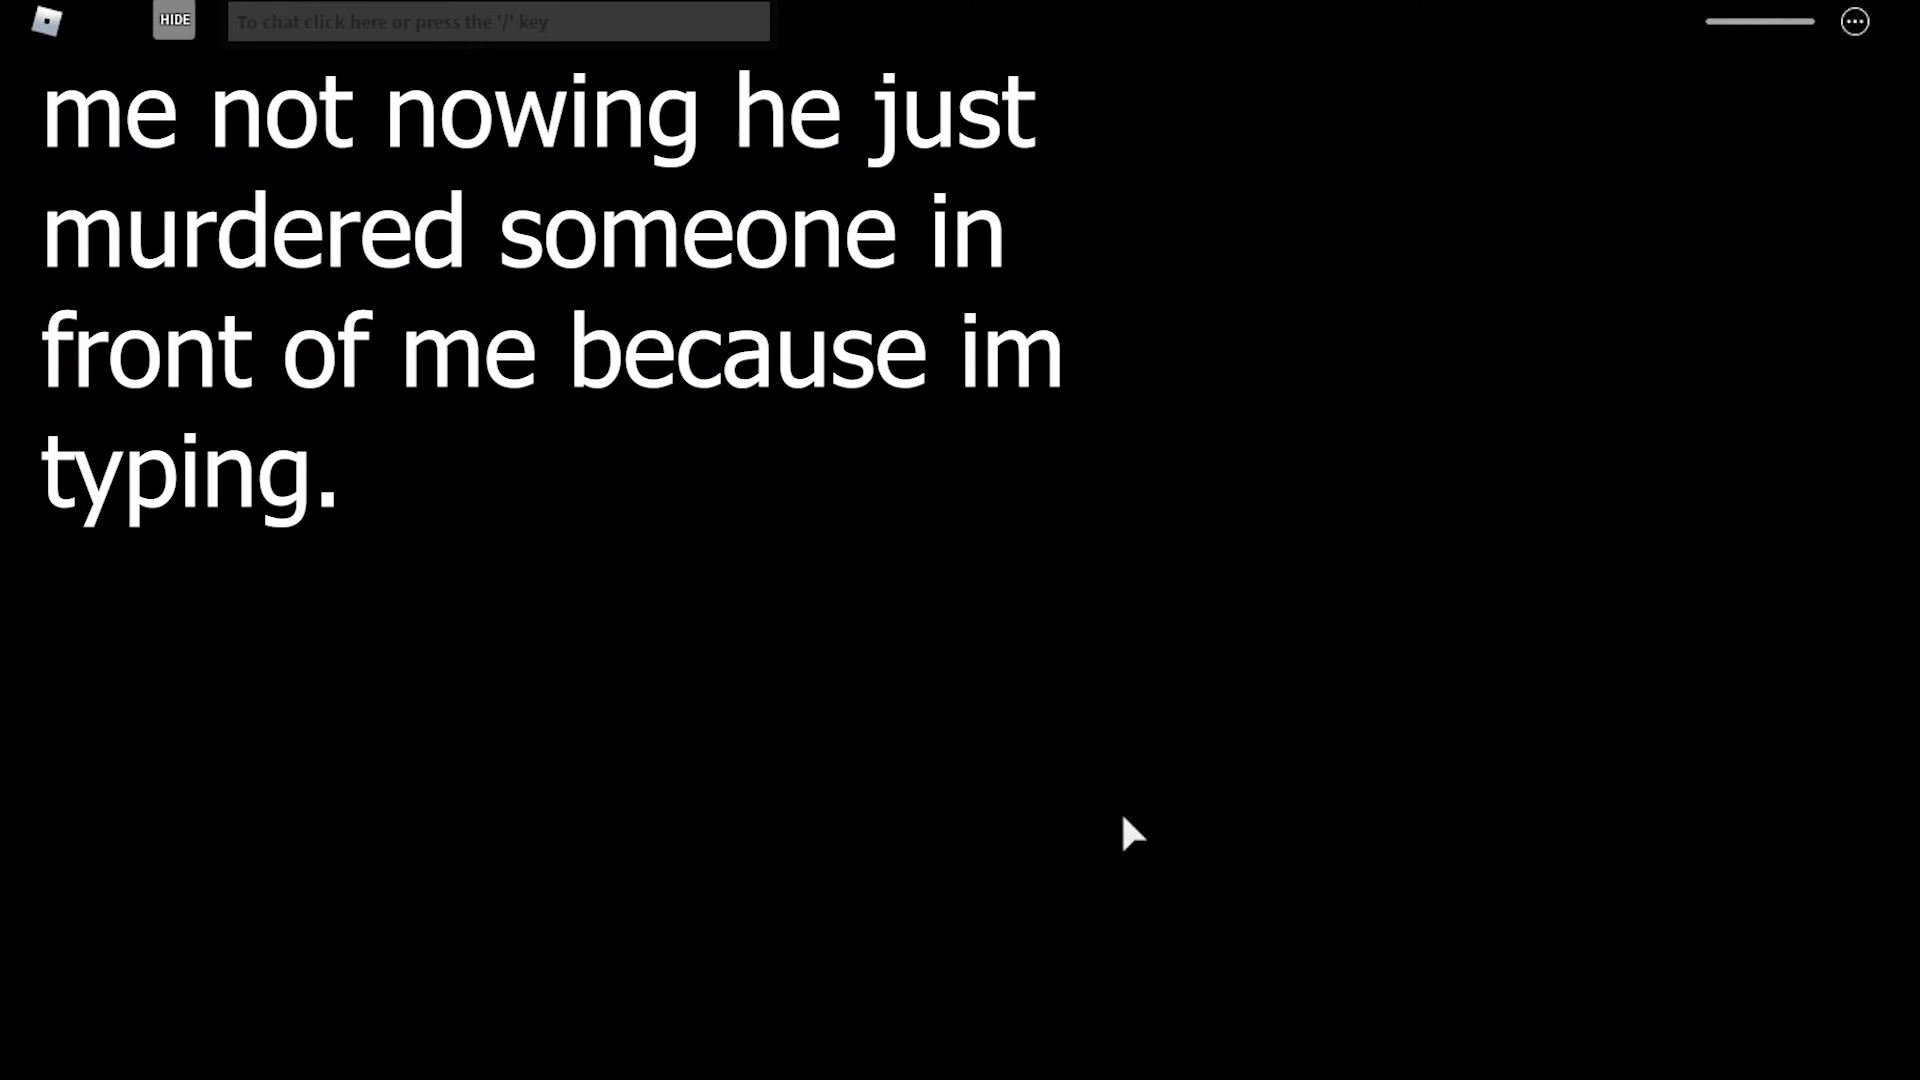 HIDE
To chat click here or press the '/' key
me not nowing he just
murdered someone in
front of me because im
typing.